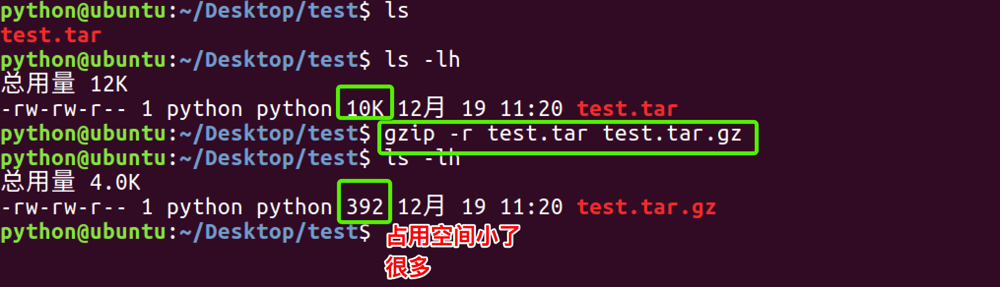 python@ubuntu:~/Desktop/test$ ls
test.tar
python@ubuntu:~/Desktop/test$ ls -lh
总用量 12K
-rw-rw-r-- 1 python python 10K 12月 19 11:20 test.tar
python@ubuntu:~/Desktop/test$ gzip -r test.tar test.tar.gz
python@ubuntu:~/Desktop/test$ ls -lh
总用量 4.0K
-rw-rw-r-- 1 python python 392 12月 19 11:20 test.tar.gz
python@ubuntu:~/Desktop/test$
占用空间小了
很多